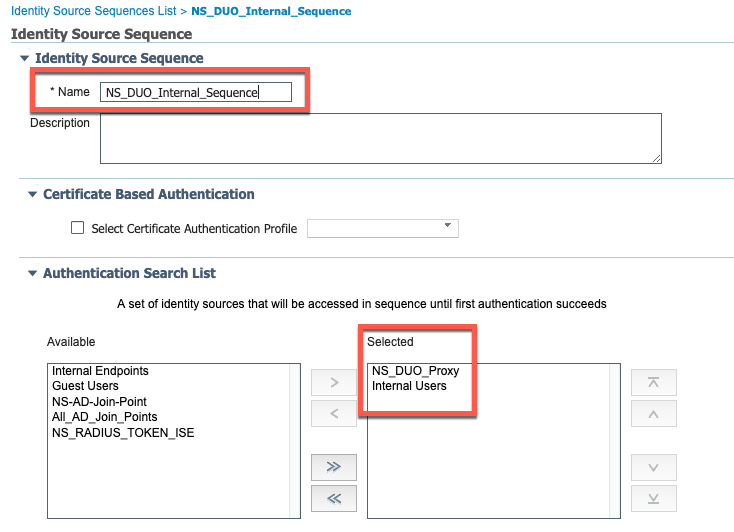 Identity Source Sequences List > NS_DUO_Internal_Sequence
Identity Source Sequence
Identity Source Sequence
* Name NS_DUO_Internal_Sequence
Description
Certificate Based Authentication
Select Certificate Authentication Profile
Authentication Search List
A set of identity sources that will be accessed in sequence until first authentication succeeds
Available Selected
Internal Endpoints NS_DUO_Proxy
Guest Users Internal Users
NS-AD-Join-Point
All_AD_Join_Points
NS_RADIUS_TOKEN_ISE